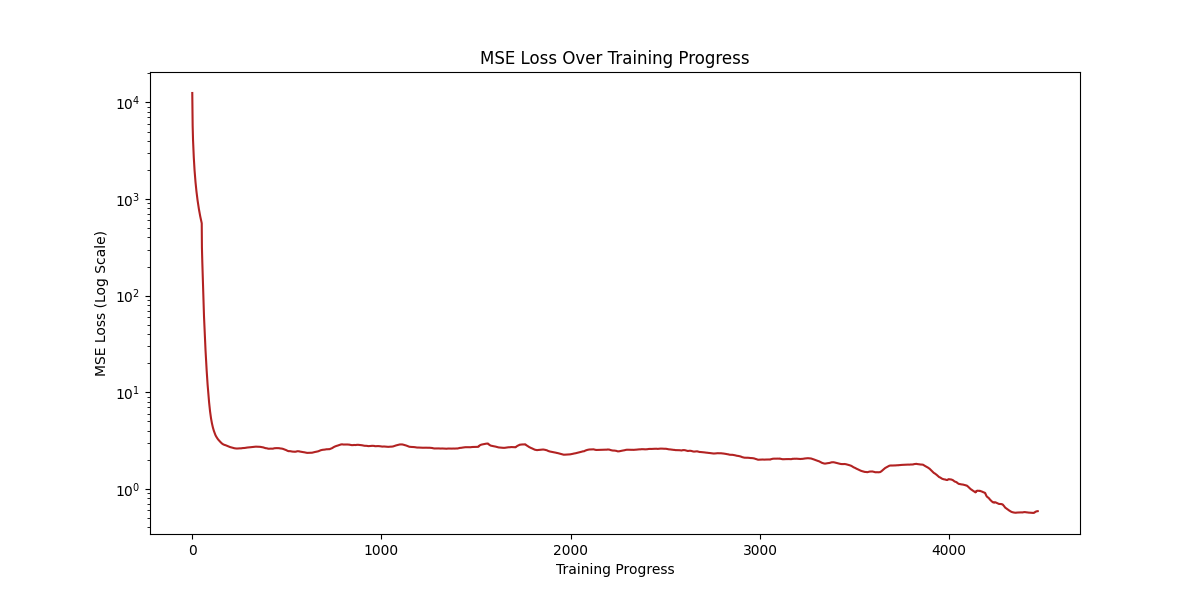 MSE Loss Over Training Progress
MSE Loss (Log Scale)
10⁴
10³
10²
10¹
10⁰
0 1000 2000 3000 4000
Training Progress